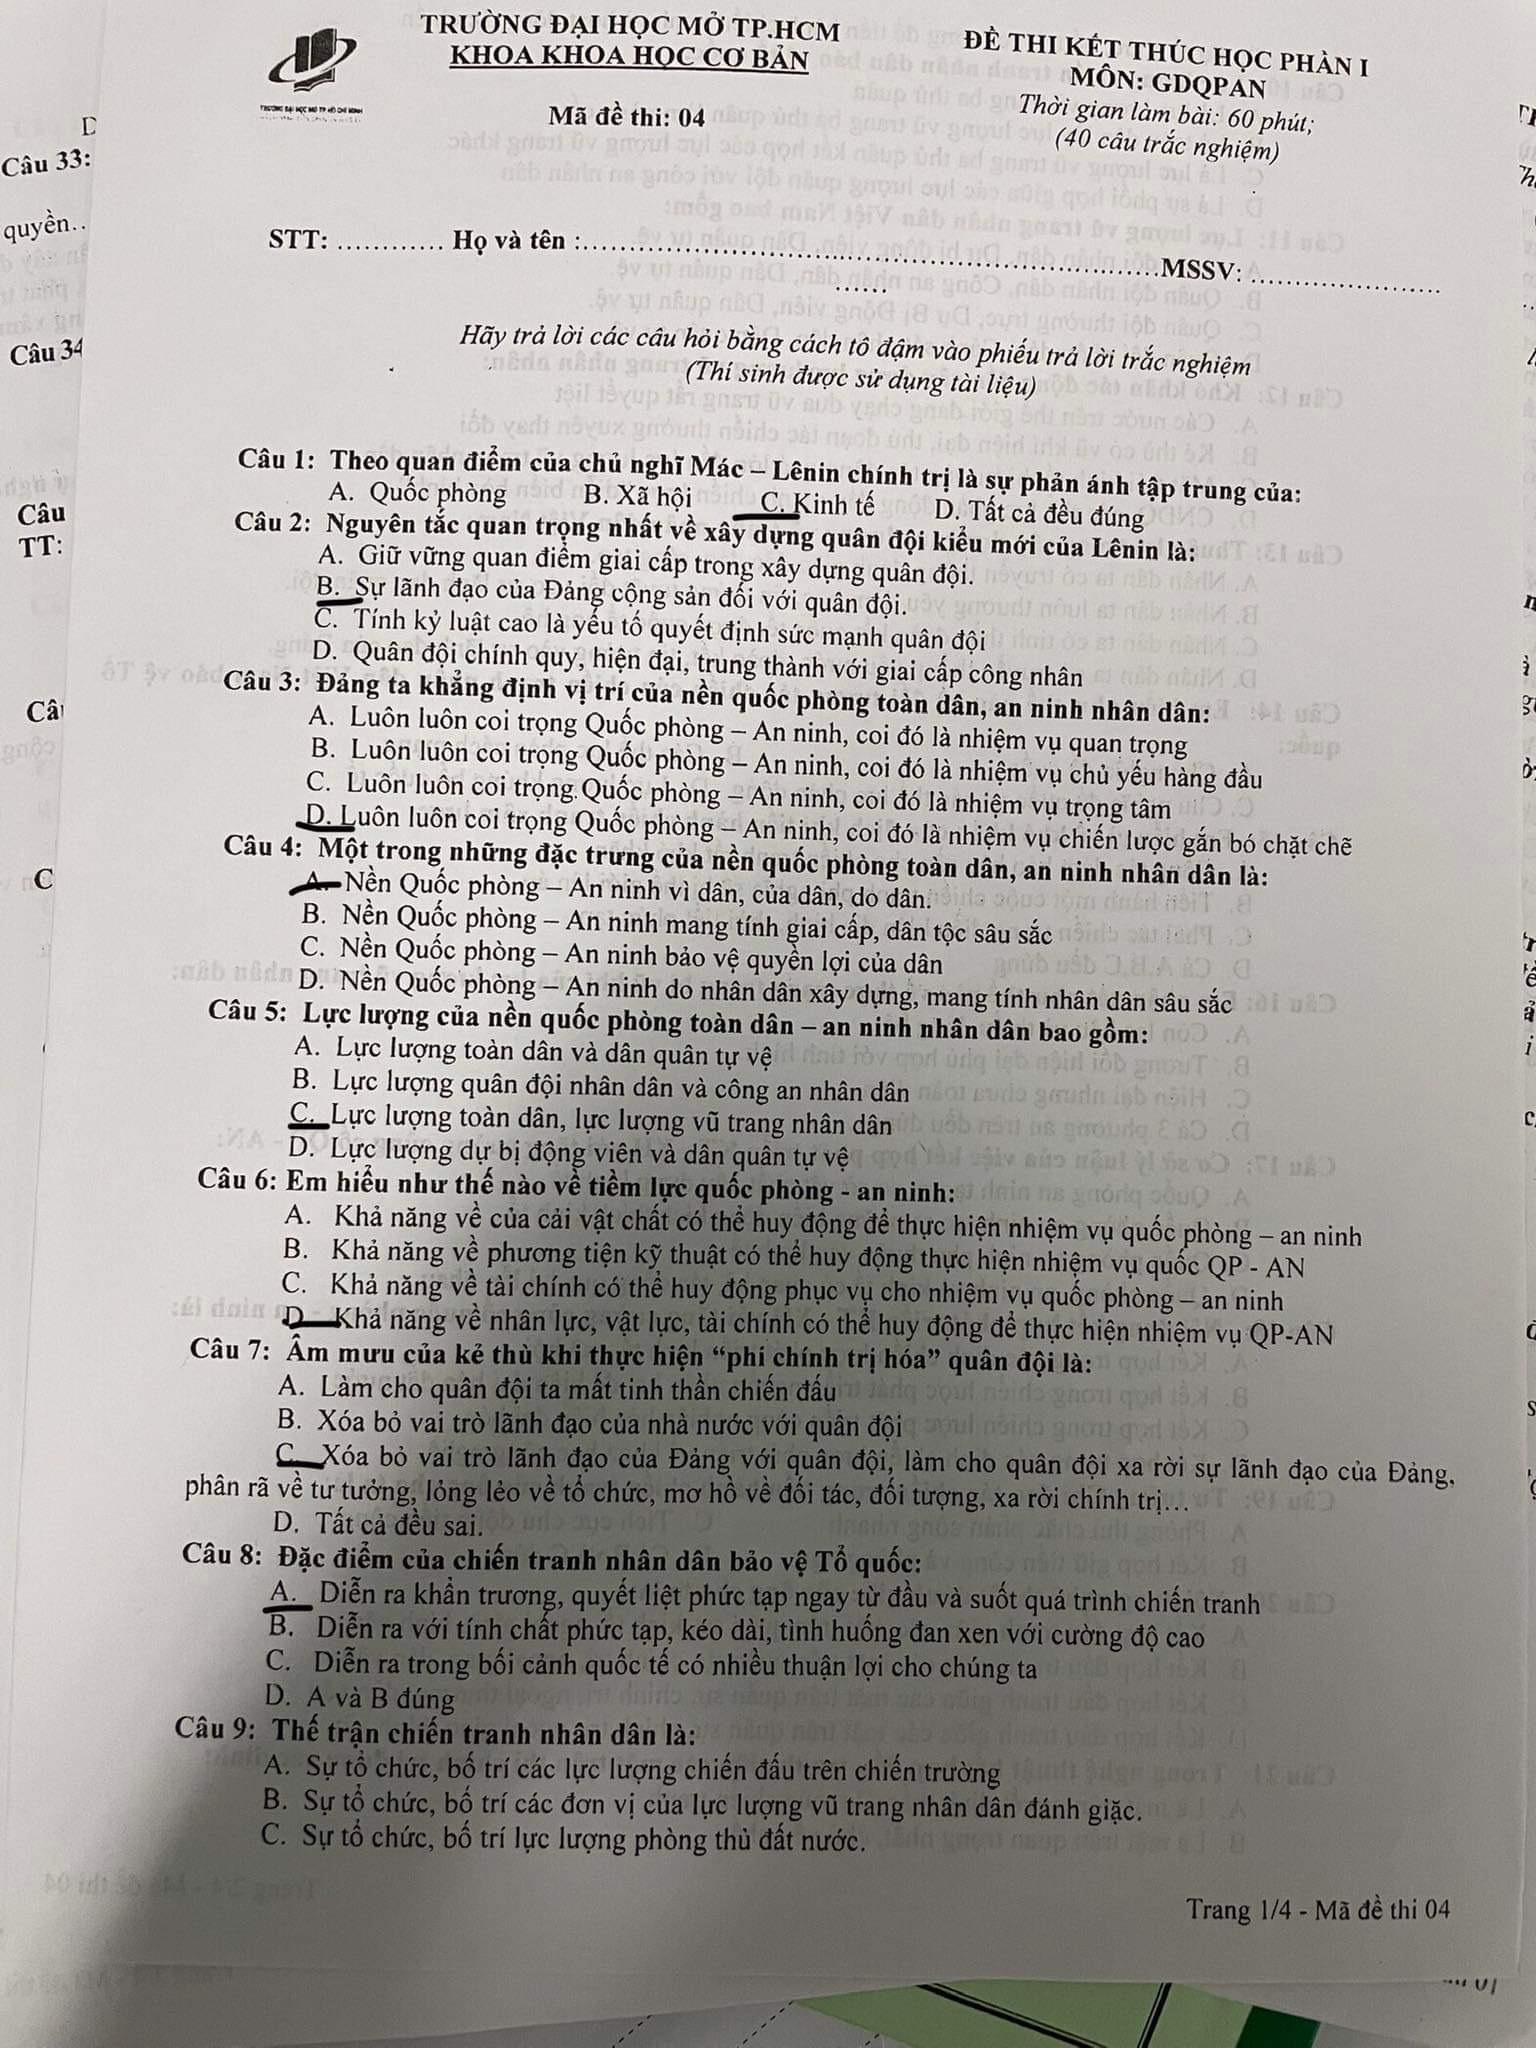 TRƯỜNG ĐẠI HỌC MỞ TP.HCM
KHOA KHOA HỌC CƠ BẢN
Mã đề thi: 04
ĐỀ THI KẾT THÚC HỌC PHẦN I
MÔN: GDQPAN
Thời gian làm bài: 60 phút;
(40 câu trắc nghiệm)
TRƯỜNG ĐẠI HỌC MỞ TP HỒ CHÍ MINH
STT: ............ Họ và tên :................................................................MSSV: .....................
......
Hãy trả lời các câu hỏi bằng cách tô đậm vào phiếu trả lời trắc nghiệm
(Thí sinh được sử dụng tài liệu)
Câu 1: Theo quan điểm của chủ nghĩ Mác – Lênin chính trị là sự phản ánh tập trung của:
A. Quốc phòng B. Xã hội C. Kinh tế D. Tất cả đều đúng
Câu 2: Nguyên tắc quan trọng nhất về xây dựng quân đội kiểu mới của Lênin là:
A. Giữ vững quan điểm giai cấp trong xây dựng quân đội.
B. Sự lãnh đạo của Đảng cộng sản đối với quân đội.
C. Tính kỷ luật cao là yếu tố quyết định sức mạnh quân đội
D. Quân đội chính quy, hiện đại, trung thành với giai cấp công nhân
Câu 3: Đảng ta khẳng định vị trí của nền quốc phòng toàn dân, an ninh nhân dân:
A. Luôn luôn coi trọng Quốc phòng – An ninh, coi đó là nhiệm vụ quan trọng
B. Luôn luôn coi trọng Quốc phòng – An ninh, coi đó là nhiệm vụ chủ yếu hàng đầu
C. Luôn luôn coi trọng Quốc phòng – An ninh, coi đó là nhiệm vụ trọng tâm
D. Luôn luôn coi trọng Quốc phòng – An ninh, coi đó là nhiệm vụ chiến lược gắn bó chặt chẽ
Câu 4: Một trong những đặc trưng của nền quốc phòng toàn dân, an ninh nhân dân là:
A. Nền Quốc phòng – An ninh vì dân, của dân, do dân.
B. Nền Quốc phòng – An ninh mang tính giai cấp, dân tộc sâu sắc
C. Nền Quốc phòng – An ninh bảo vệ quyền lợi của dân
D. Nền Quốc phòng – An ninh do nhân dân xây dựng, mang tính nhân dân sâu sắc
Câu 5: Lực lượng của nền quốc phòng toàn dân – an ninh nhân dân bao gồm:
A. Lực lượng toàn dân và dân quân tự vệ
B. Lực lượng quân đội nhân dân và công an nhân dân
C. Lực lượng toàn dân, lực lượng vũ trang nhân dân
D. Lực lượng dự bị động viên và dân quân tự vệ
Câu 6: Em hiểu như thế nào về tiềm lực quốc phòng - an ninh:
A. Khả năng về của cải vật chất có thể huy động để thực hiện nhiệm vụ quốc phòng – an ninh
B. Khả năng về phương tiện kỹ thuật có thể huy động thực hiện nhiệm vụ quốc QP - AN
C. Khả năng về tài chính có thể huy động phục vụ cho nhiệm vụ quốc phòng – an ninh
D. Khả năng về nhân lực, vật lực, tài chính có thể huy động để thực hiện nhiệm vụ QP-AN
Câu 7: Âm mưu của kẻ thù khi thực hiện “phi chính trị hóa” quân đội là:
A. Làm cho quân đội ta mất tinh thần chiến đấu
B. Xóa bỏ vai trò lãnh đạo của nhà nước với quân đội
C. Xóa bỏ vai trò lãnh đạo của Đảng với quân đội, làm cho quân đội xa rời sự lãnh đạo của Đảng,
phân rã về tư tưởng, lỏng lẻo về tổ chức, mơ hồ về đối tác, đối tượng, xa rời chính trị…
D. Tất cả đều sai.
Câu 8: Đặc điểm của chiến tranh nhân dân bảo vệ Tổ quốc:
A. Diễn ra khẩn trương, quyết liệt phức tạp ngay từ đầu và suốt quá trình chiến tranh
B. Diễn ra với tính chất phức tạp, kéo dài, tình huống đan xen với cường độ cao
C. Diễn ra trong bối cảnh quốc tế có nhiều thuận lợi cho chúng ta
D. A và B đúng
Câu 9: Thế trận chiến tranh nhân dân là:
A. Sự tổ chức, bố trí các lực lượng chiến đấu trên chiến trường
B. Sự tổ chức, bố trí các đơn vị của lực lượng vũ trang nhân dân đánh giặc.
C. Sự tổ chức, bố trí lực lượng phòng thủ đất nước.
Trang 1/4 - Mã đề thi 04
Câu 33:
quyền..
Câu 34
Câu
TT: